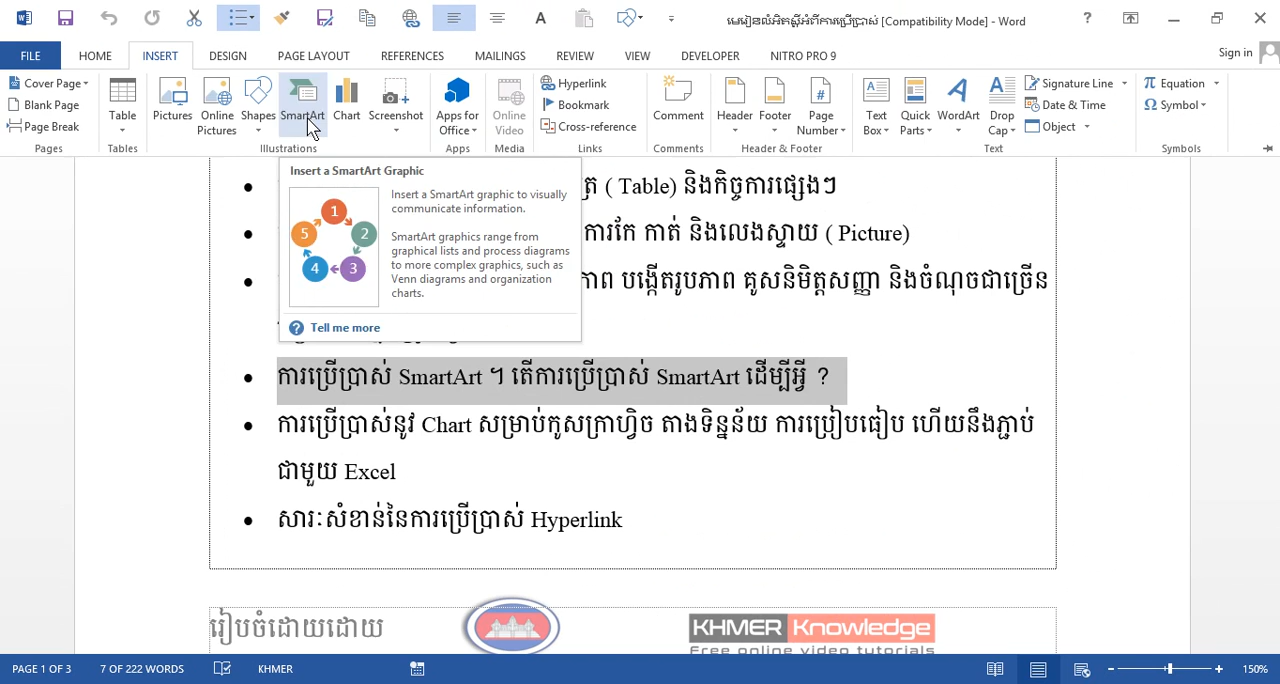 មេរៀនលំអិតស្តីអំពីការប្រើប្រាស់ [Compatibility Mode] - Word
FILE HOME INSERT DESIGN PAGE LAYOUT REFERENCES MAILINGS REVIEW VIEW DEVELOPER NITRO PRO 9 Sign in
Cover Page
Blank Page
Page Break
Pages
Table
Tables
Pictures
Online Pictures
Shapes
SmartArt
Chart
Screenshot
Illustrations
Apps for Office
Apps
Online Video
Media
Hyperlink
Bookmark
Cross-reference
Links
Comment
Comments
Header
Footer
Page Number
Header & Footer
Text Box
Quick Parts
WordArt
Drop Cap
Signature Line
Date & Time
Object
Text
Equation
Symbol
Symbols
Insert a SmartArt Graphic
1
2
3
4
5
Insert a SmartArt graphic to visually
communicate information.
SmartArt graphics range from
graphical lists and process diagrams
to more complex graphics, such as
Venn diagrams and organization
charts.
Tell me more
( Table) និងកិច្ចការផ្សេងៗ
ការកែ កាត់ និងលេងស្ទាយ ( Picture)
បង្កើតរូបភាព គូសនិមិត្តសញ្ញា និងចំណុចជាច្រើន
ការប្រើប្រាស់ SmartArt ។ តើការប្រើប្រាស់ SmartArt ដើម្បីអ្វី ?
ការប្រើប្រាស់នូវ Chart សម្រាប់កូសក្រាហ្វិច តាងទិន្នន័យ ការប្រៀបធៀប ហើយនឹងភ្ជាប់
ជាមួយ Excel
សារៈសំខាន់នៃការប្រើប្រាស់ Hyperlink
រៀបចំដោយដោយ
KHMER Knowledge
Free online video tutorials
PAGE 1 OF 3 7 OF 222 WORDS KHMER 150%